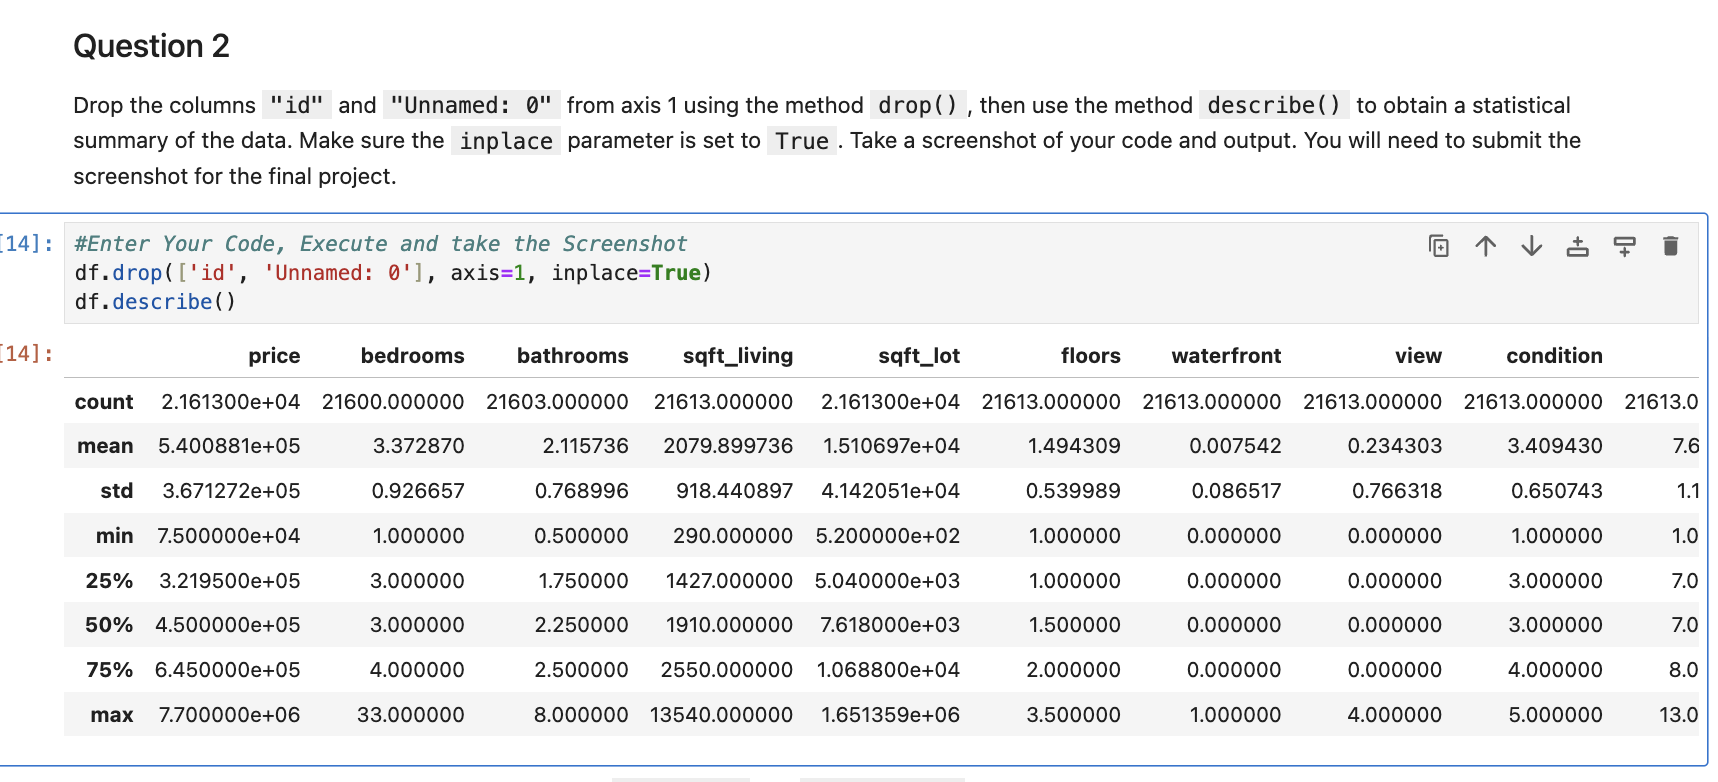 Question 2
Drop the columns "id" and "Unnamed: 0" from axis 1 using the method drop() , then use the method describe() to obtain a statistical
summary of the data. Make sure the inplace parameter is set to True . Take a screenshot of your code and output. You will need to submit the
screenshot for the final project.
[14]: #Enter Your Code, Execute and take the Screenshot
df.drop(['id', 'Unnamed: 0'], axis=1, inplace=True)
df.describe()
[14]: price bedrooms bathrooms sqft_living sqft_lot floors waterfront view condition
count 2.161300e+04 21600.000000 21603.000000 21613.000000 2.161300e+04 21613.000000 21613.000000 21613.000000 21613.000000 21613.0
mean 5.400881e+05 3.372870 2.115736 2079.899736 1.510697e+04 1.494309 0.007542 0.234303 3.409430 7.6
std 3.671272e+05 0.926657 0.768996 918.440897 4.142051e+04 0.539989 0.086517 0.766318 0.650743 1.1
min 7.500000e+04 1.000000 0.500000 290.000000 5.200000e+02 1.000000 0.000000 0.000000 1.000000 1.0
25% 3.219500e+05 3.000000 1.750000 1427.000000 5.040000e+03 1.000000 0.000000 0.000000 3.000000 7.0
50% 4.500000e+05 3.000000 2.250000 1910.000000 7.618000e+03 1.500000 0.000000 0.000000 3.000000 7.0
75% 6.450000e+05 4.000000 2.500000 2550.000000 1.068800e+04 2.000000 0.000000 0.000000 4.000000 8.0
max 7.700000e+06 33.000000 8.000000 13540.000000 1.651359e+06 3.500000 1.000000 4.000000 5.000000 13.0